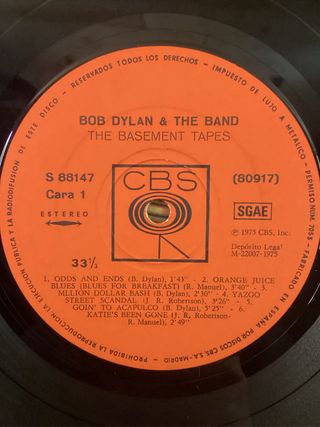 RESERVADOS TODOS LOS DERECHOS - IMPUESTO DE LUJO A METALICO - PERMISO NUM. 7055 - FABRICADO EN ESPAÑA POR DISCOS CBS, S.A.-MADRID - PROHIBIDA LA REPRODUCCION, LA EJECUCION PUBLICA Y LA RADIODIFUSION DE ESTE DISCO -
BOB DYLAN & THE BAND
THE BASEMENT TAPES
S 88147
Cara 1
ESTEREO
CBS
(80917)
SGAE
℗ 1975 CBS, Inc.
Depósito Legal
M-22007-1975
33⅓
1. ODDS AND ENDS (B. Dylan), 1'45" - 2. ORANGE JUICE
BLUES (BLUES FOR BREAKFAST) (R. Manuel), 3'40" - 3.
MLLION DOLLAR BASH (B. Dylan), 2'30" - 4. YAZOO
STREET SCANDAL (J. R. Robertson), 3'26" - 5.
GOIN' TO ACAPULCO (B. Dylan), 5'25" - 6.
KATIE'S BEEN GONE (J. R. Robertson-
R. Manuel), 2'49"